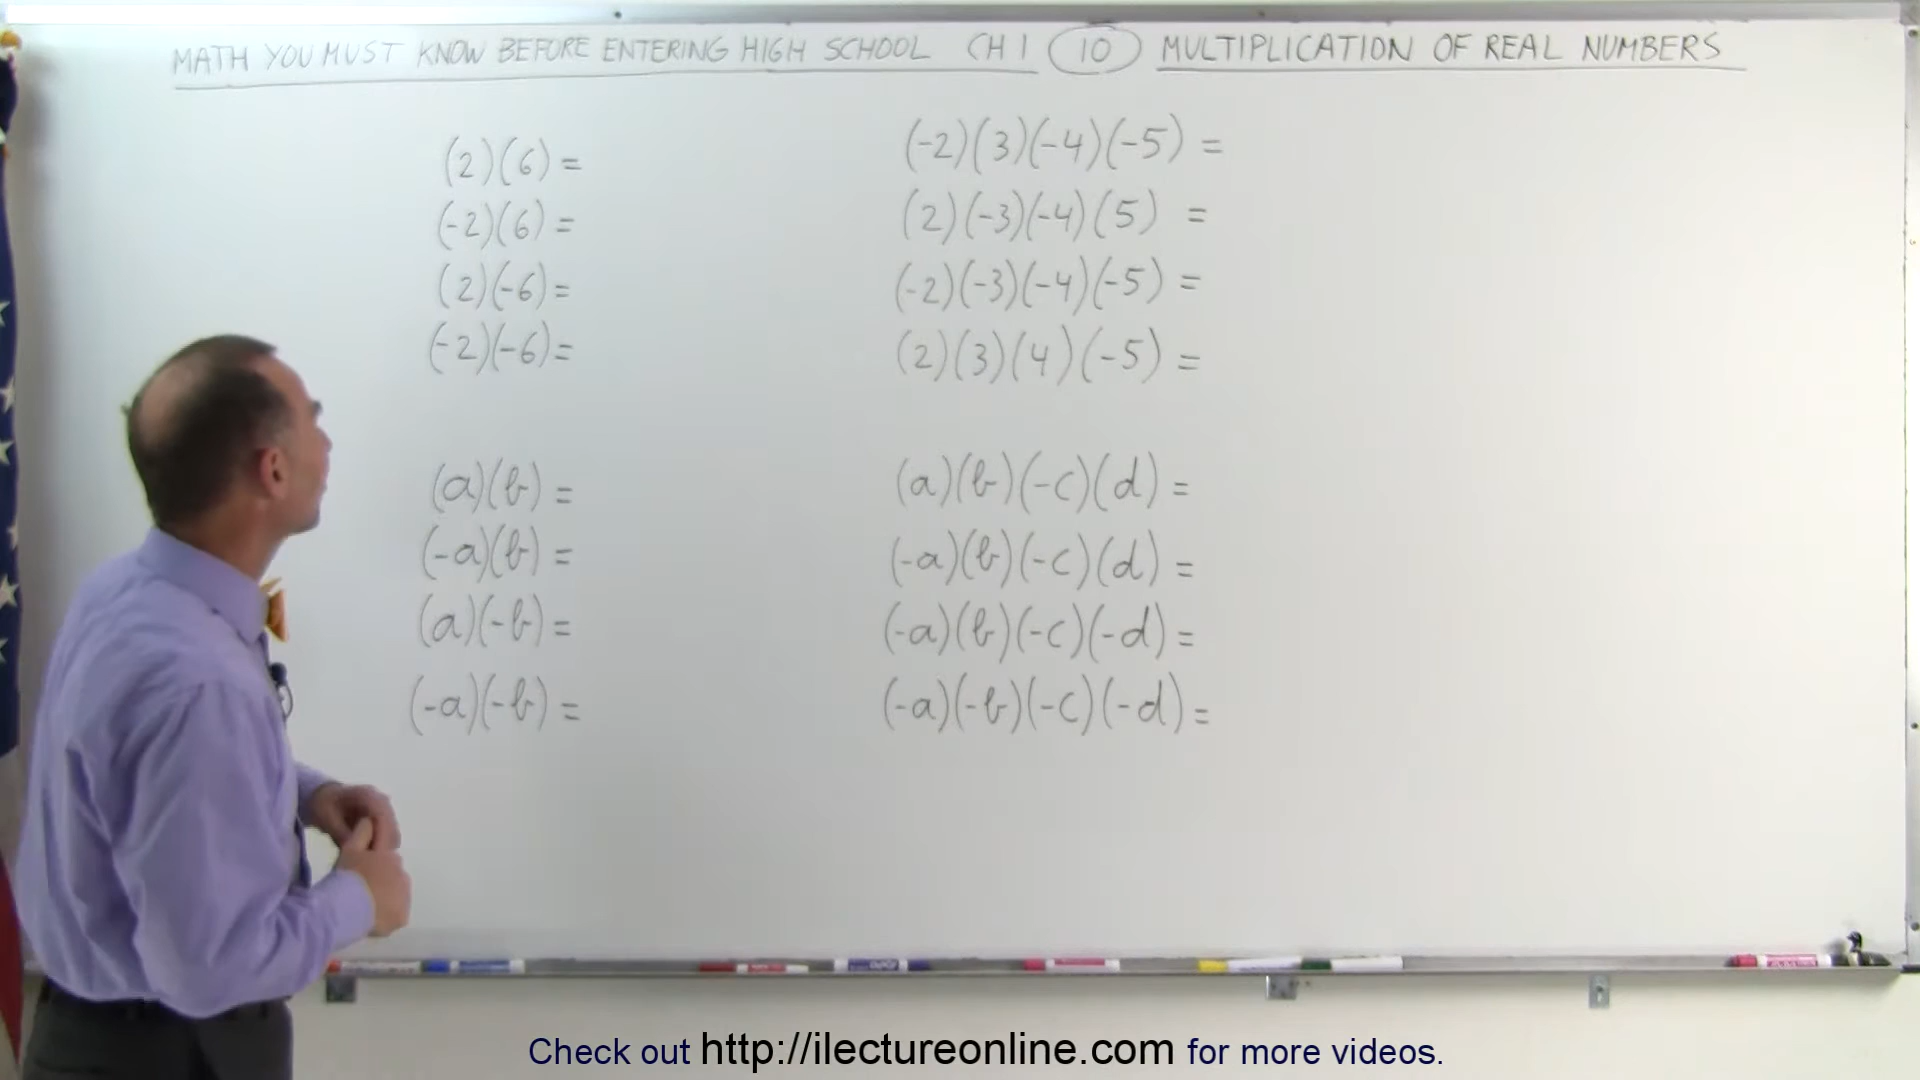 MATH YOU MUST KNOW BEFORE ENTERING HIGH SCHOOL CH 1 10 MULTIPLICATION OF REAL NUMBERS
(2)(6) =
(-2)(6) =
(2)(-6) =
(-2)(-6) =
(a)(b) =
(-a)(b) =
(a)(-b) =
(-a)(-b) =
(-2)(3)(-4)(-5) =
(2)(-3)(-4)(5) =
(-2)(-3)(-4)(-5) =
(2)(3)(4)(-5) =
(a)(b)(-c)(d) =
(-a)(b)(-c)(d) =
(-a)(b)(-c)(-d) =
(-a)(-b)(-c)(-d) =
Check out http://ilectureonline.com for more videos.